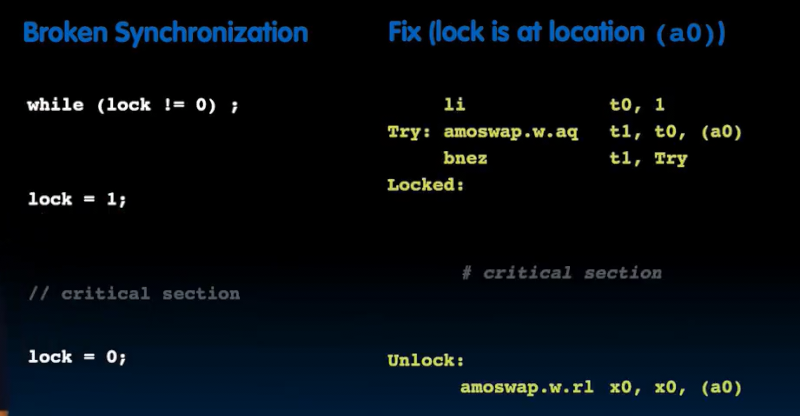 Broken Synchronization
while (lock != 0) ;
lock = 1;
// critical section
lock = 0;
Fix (lock is at location (a0))
li t0, 1
Try: amoswap.w.aq t1, t0, (a0)
bnez t1, Try
Locked:
# critical section
Unlock:
amoswap.w.rl x0, x0, (a0)